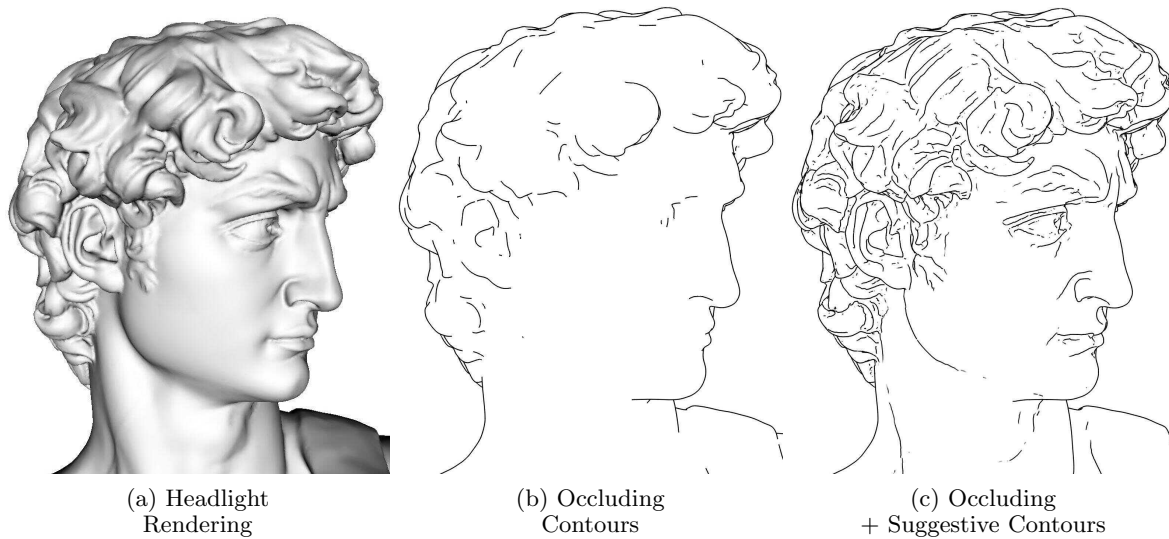 (a) Headlight
Rendering
(b) Occluding
Contours
(c) Occluding
+ Suggestive Contours